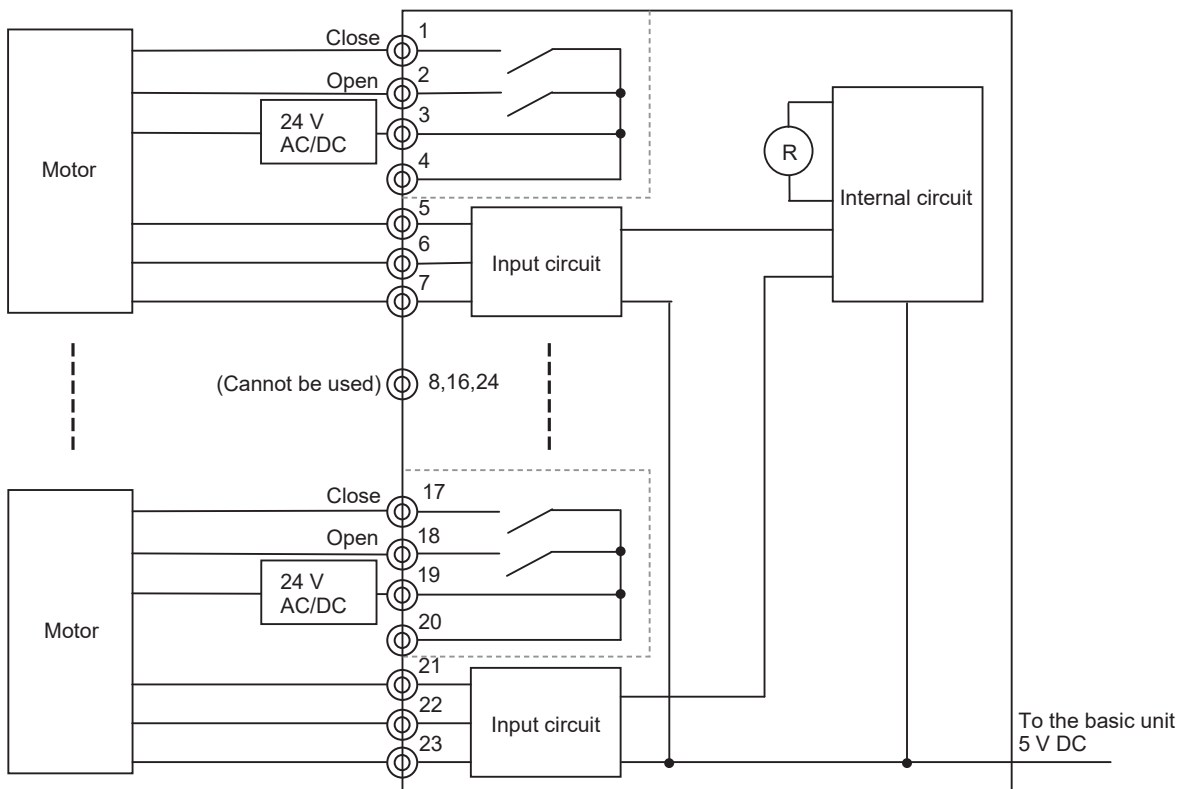 Close
1
Open
2
24 V
AC/DC
3
4
Motor
5
6
7
Input circuit
R
Internal circuit
(Cannot be used)
8,16,24
Close
17
Open
18
24 V
AC/DC
19
20
Motor
21
22
23
Input circuit
To the basic unit
5 V DC